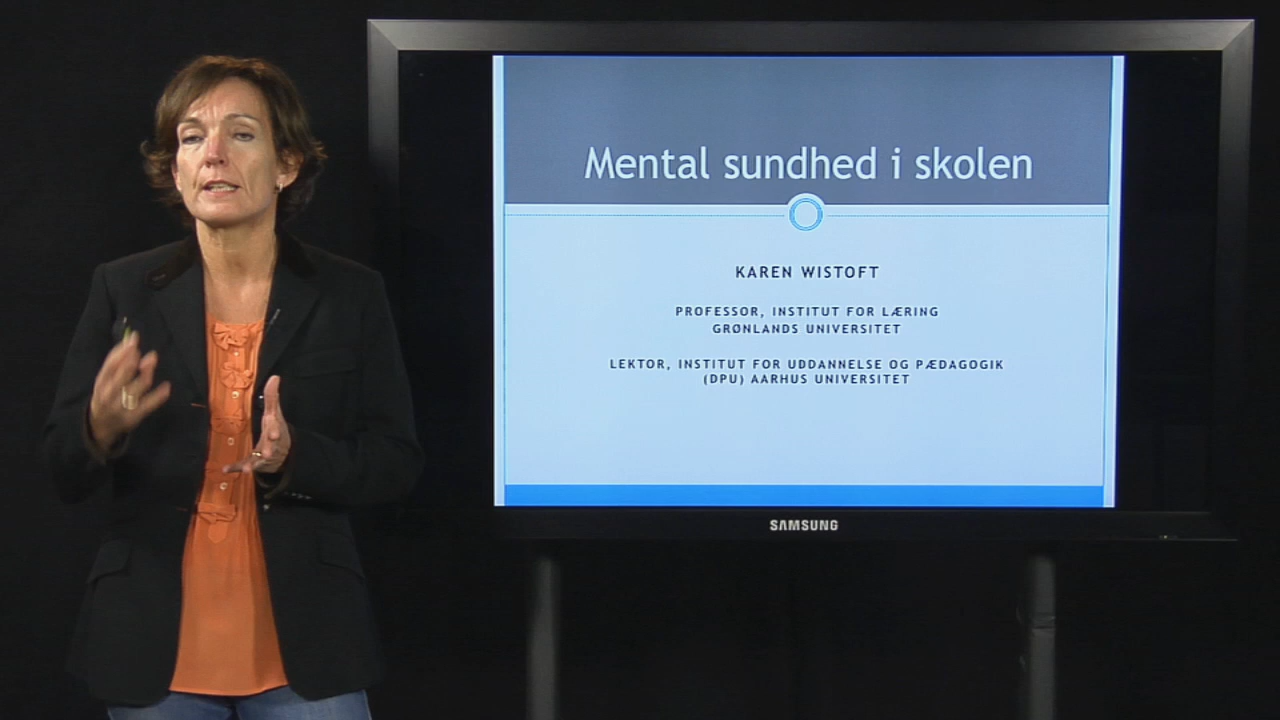 Mental sundhed i skolen
KAREN WISTOFT
PROFESSOR, INSTITUT FOR LÆRING
GRØNLANDS UNIVERSITET
LEKTOR, INSTITUT FOR UDDANNELSE OG PÆDAGOGIK
(DPU) AARHUS UNIVERSITET
SAMSUNG